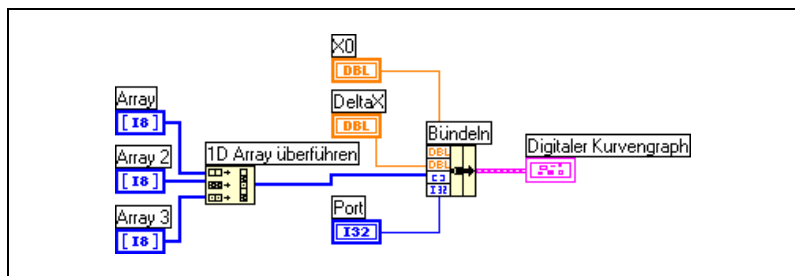 X0
DBL
Array
[I8]
DeltaX
DBL
Array 2
[I8]
1D Array überführen
Bündeln
DBL
DBL
[ ]
I32
Digitaler Kurvengraph
Array 3
[I8]
Port
I32